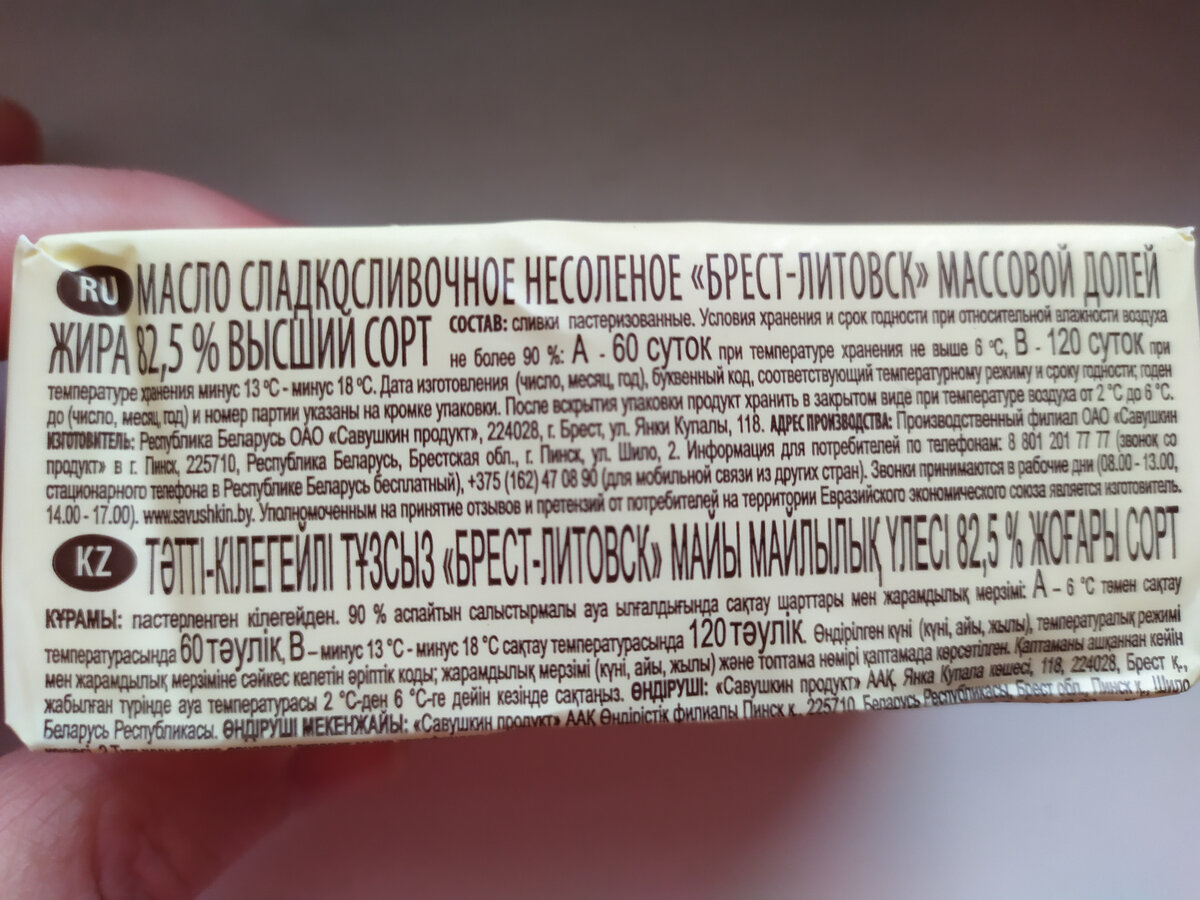 RU МАСЛО СЛАДКОСЛИВОЧНОЕ НЕСОЛЕНОЕ «БРЕСТ-ЛИТОВСК» МАССОВОЙ ДОЛЕЙ
ЖИРА 82,5 % ВЫСШИЙ СОРТ СОСТАВ: сливки пастеризованные. Условия хранения и срок годности при относительной влажности воздуха
не более 90 %: А - 60 суток при температуре хранения не выше 6 °С, В - 120 суток при
температуре хранения минус 13 °С - минус 18 °С. Дата изготовления (число, месяц, год), буквенный код, соответствующий температурному режиму и сроку годности; годен
до (число, месяц, год) и номер партии указаны на кромке упаковки. После вскрытия упаковки продукт хранить в закрытом виде при температуре воздуха от 2 °С до 6 °С.
ИЗГОТОВИТЕЛЬ: Республика Беларусь ОАО «Савушкин продукт», 224028, г. Брест, ул. Янки Купалы, 118. АДРЕС ПРОИЗВОДСТВА: Производственный филиал ОАО «Савушкин
продукт» в г. Пинск, 225710, Республика Беларусь, Брестская обл., г. Пинск, ул. Шило, 2. Информация для потребителей по телефонам: 8 801 201 77 77 (звонок со
стационарного телефона в Республике Беларусь бесплатный), +375 (162) 47 08 90 (для мобильной связи из других стран). Звонки принимаются в рабочие дни (08.00 - 13.00,
14.00 - 17.00). www.savushkin.by. Уполномоченным на принятие отзывов и претензий от потребителей на территории Евразийского экономического союза является изготовитель.
KZ ТӘТТІ-КІЛЕГЕЙЛІ ТҰЗСЫЗ «БРЕСТ-ЛИТОВСК» МАЙЫ МАЙЛЫЛЫҚ ҮЛЕСІ 82,5 % ЖОҒАРЫ СОРТ
ҚҰРАМЫ: пастерленген кілегейден. 90 % аспайтын салыстырмалы ауа ылғалдығында сақтау шарттары мен жарамдылық мерзімі: А – 6 °С төмен сақтау
температурасында 60 тәулік, В – минус 13 °С - минус 18 °С сақтау температурасында 120 тәулік. Өндірілген күні (күні, айы, жылы), температуралық режимі
мен жарамдылық мерзіміне сәйкес келетін әріптік коды; жарамдылық мерзімі (күні, айы, жылы) және топтама нөмірі қаптамада көрсетілген. Қаптаманы ашқаннан кейін
жабылған түрінде ауа температурасы 2 °С-ден 6 °С-ге дейін кезінде сақтаңыз. ӨНДІРУШІ: «Савушкин продукт» ААҚ, Янка Купала көшесі, 118, 224028, Брест қ.,
Беларусь Республикасы. ӨНДІРУШІ МЕКЕНЖАЙЫ: «Савушкин продукт» ААҚ Өндірістік филиалы Пинск қ., 225710, Беларусь Республикасы, Брест обл., Пинск қ., Шило